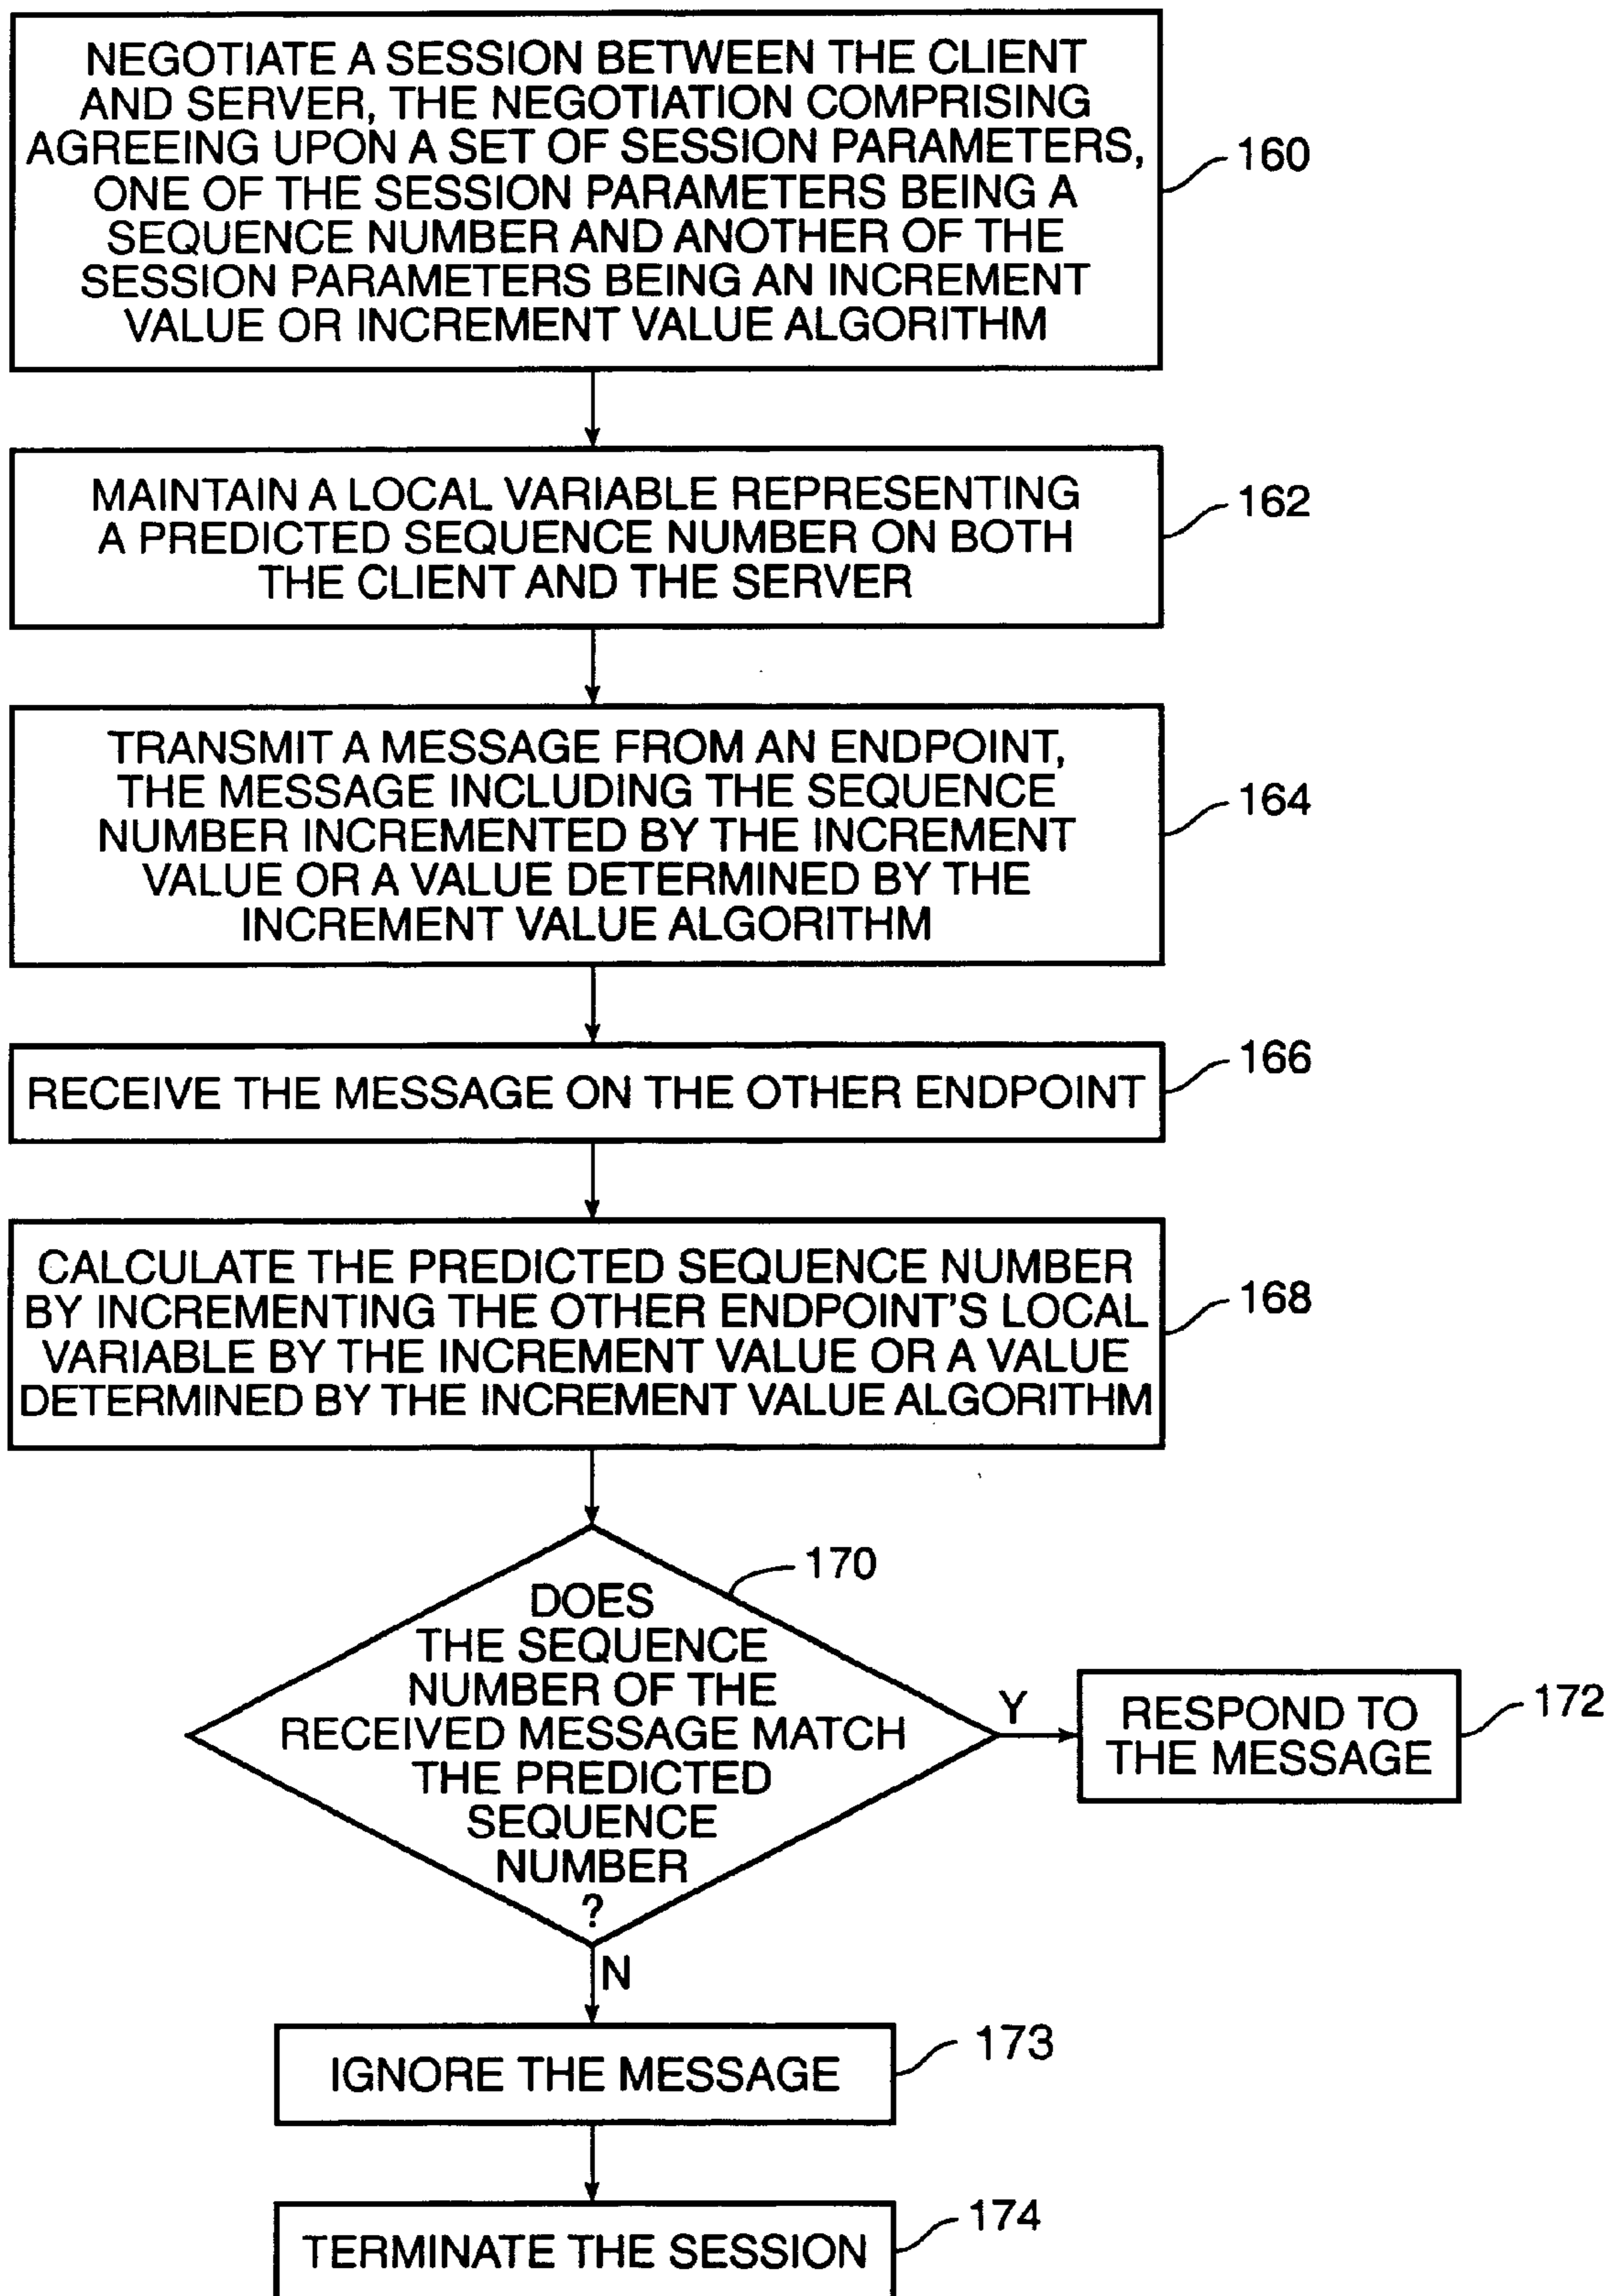 NEGOTIATE A SESSION BETWEEN THE CLIENT
AND SERVER, THE NEGOTIATION COMPRISING
AGREEING UPON A SET OF SESSION PARAMETERS,
ONE OF THE SESSION PARAMETERS BEING A
SEQUENCE NUMBER AND ANOTHER OF THE
SESSION PARAMETERS BEING AN INCREMENT
VALUE OR INCREMENT VALUE ALGORITHM
160
MAINTAIN A LOCAL VARIABLE REPRESENTING
A PREDICTED SEQUENCE NUMBER ON BOTH
THE CLIENT AND THE SERVER
162
TRANSMIT A MESSAGE FROM AN ENDPOINT,
THE MESSAGE INCLUDING THE SEQUENCE
NUMBER INCREMENTED BY THE INCREMENT
VALUE OR A VALUE DETERMINED BY THE
INCREMENT VALUE ALGORITHM
164
RECEIVE THE MESSAGE ON THE OTHER ENDPOINT
166
CALCULATE THE PREDICTED SEQUENCE NUMBER
BY INCREMENTING THE OTHER ENDPOINT'S LOCAL
VARIABLE BY THE INCREMENT VALUE OR A VALUE
DETERMINED BY THE INCREMENT VALUE ALGORITHM
168
DOES
THE SEQUENCE
NUMBER OF THE
RECEIVED MESSAGE MATCH
THE PREDICTED
SEQUENCE
NUMBER
?
170
Y
RESPOND TO
THE MESSAGE
172
N
IGNORE THE MESSAGE
173
TERMINATE THE SESSION
174